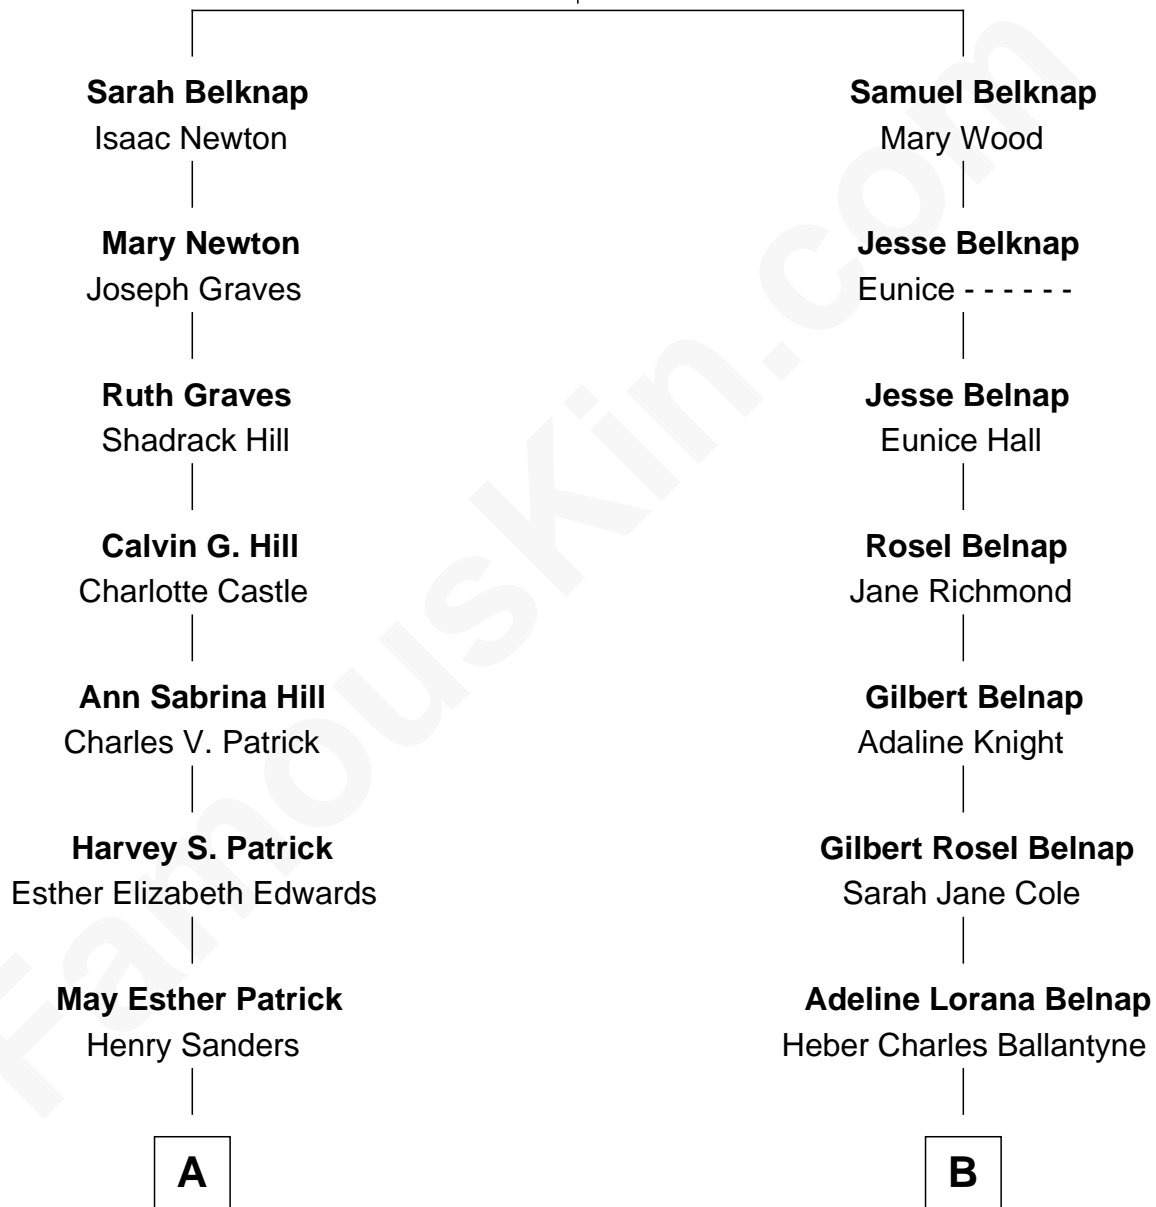 Sarah Belknap
Isaac Newton
Mary Newton
Joseph Graves
Ruth Graves
Shadrack Hill
Calvin G. Hill
Charlotte Castle
Ann Sabrina Hill
Charles V. Patrick
Harvey S. Patrick
Esther Elizabeth Edwards
May Esther Patrick
Henry Sanders
A
Samuel Belknap
Mary Wood
Jesse Belknap
Eunice - - - - - -
Jesse Belnap
Eunice Hall
Rosel Belnap
Jane Richmond
Gilbert Belnap
Adaline Knight
Gilbert Rosel Belnap
Sarah Jane Cole
Adeline Lorana Belnap
Heber Charles Ballantyne
B
FamousKin.com